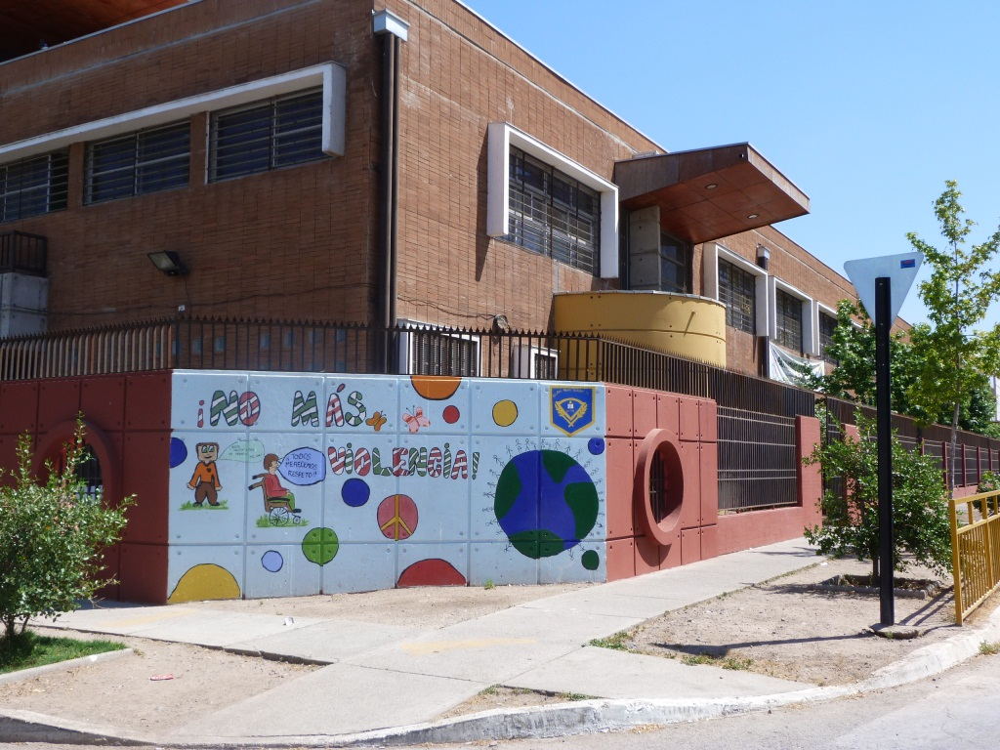 ¡NO MÁS
VIOLENCIA!
TODOS
MERECEMOS
RESPETO!!